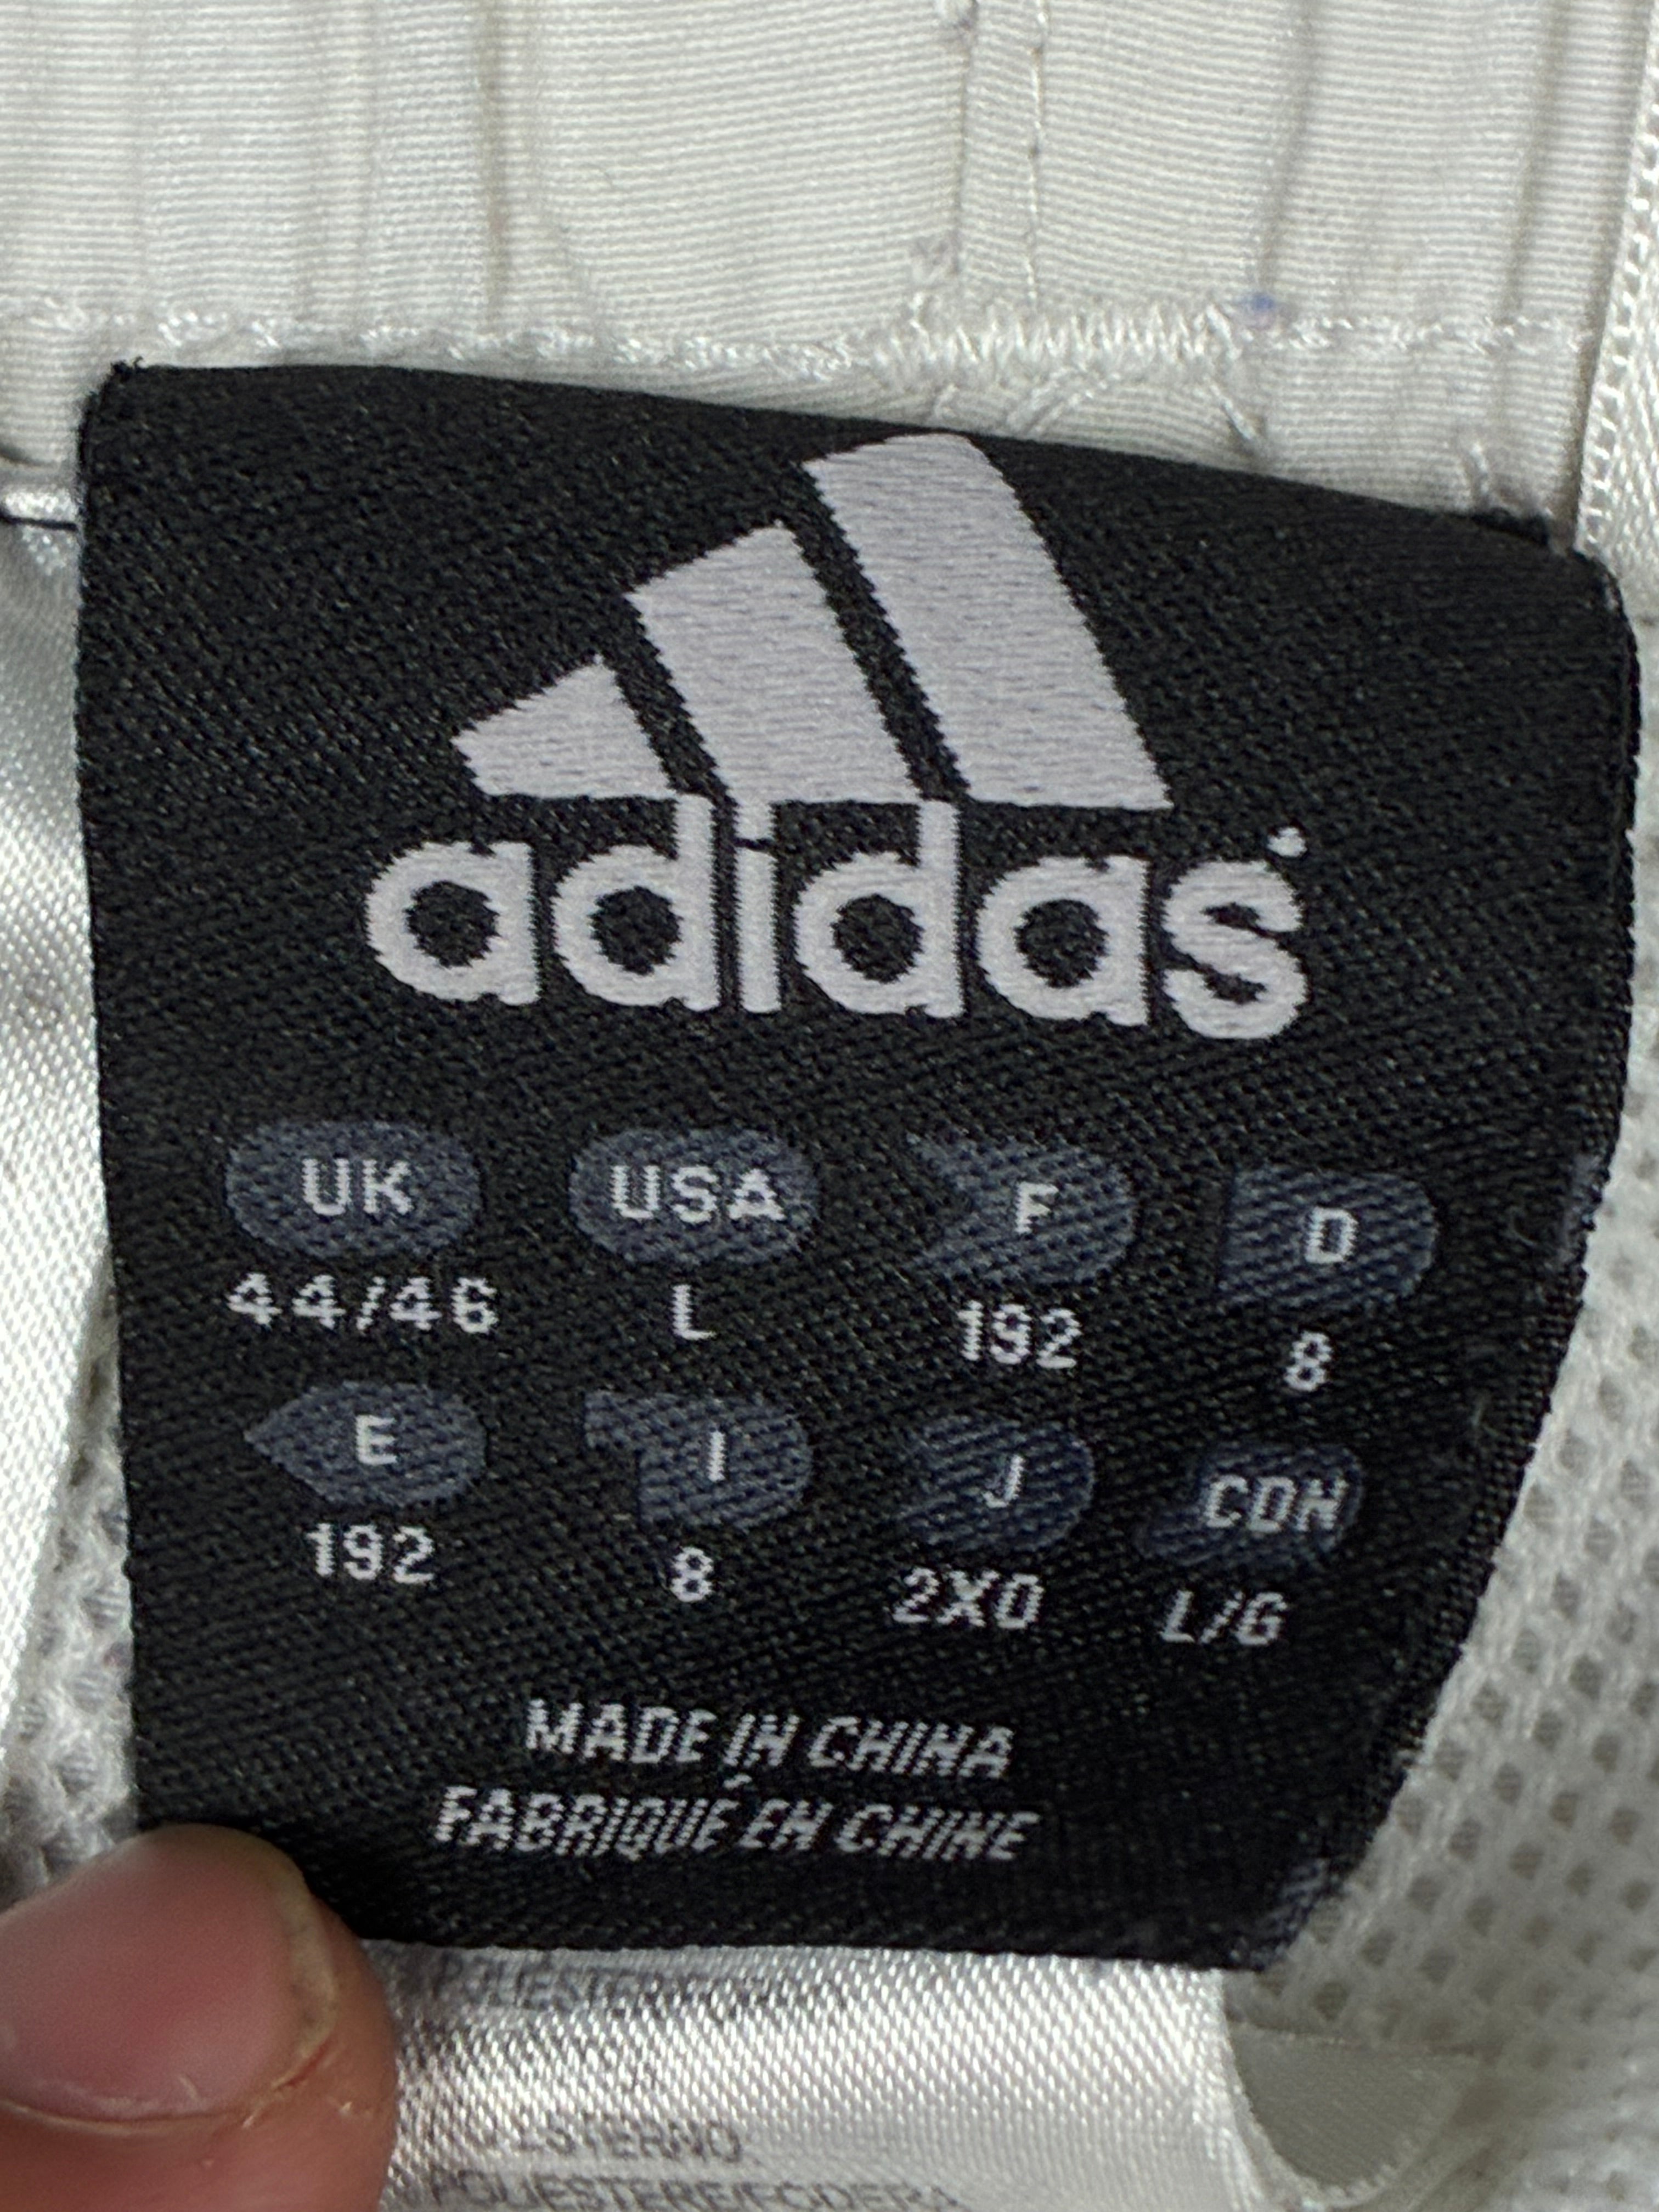 adidas
UK USA F D
44/46 L 192 8
E I J CDN
192 8 2XO L/G
MADE IN CHINA
FABRIQUÉ EN CHINE